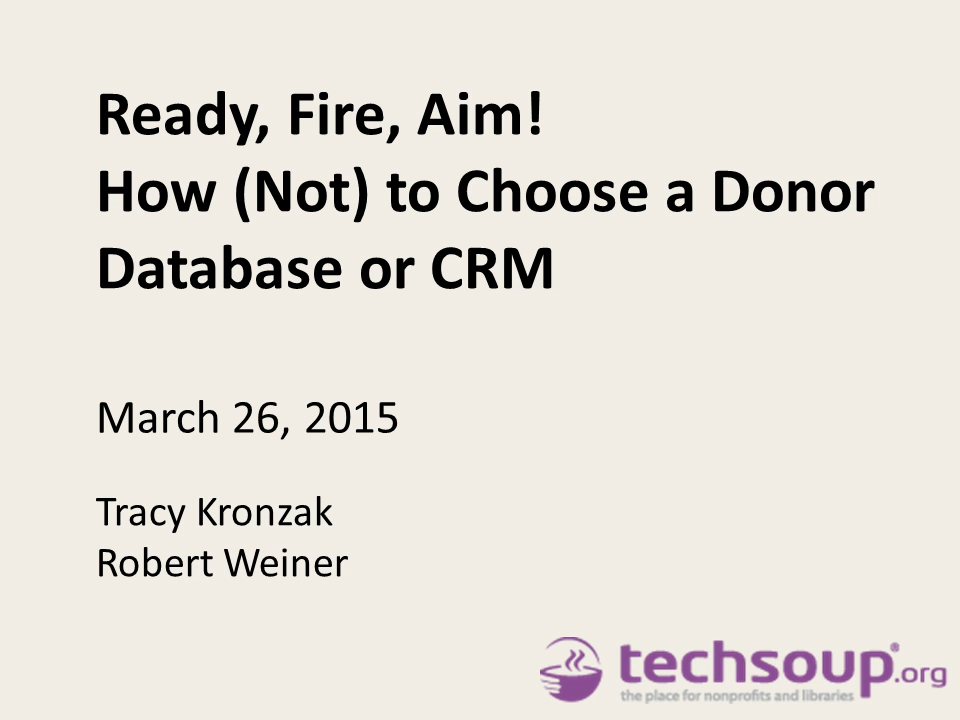 Ready, Fire, Aim!
How (Not) to Choose a Donor
Database or CRM
March 26, 2015
Tracy Kronzak
Robert Weiner
techsoup®.org
the place for nonprofits and libraries